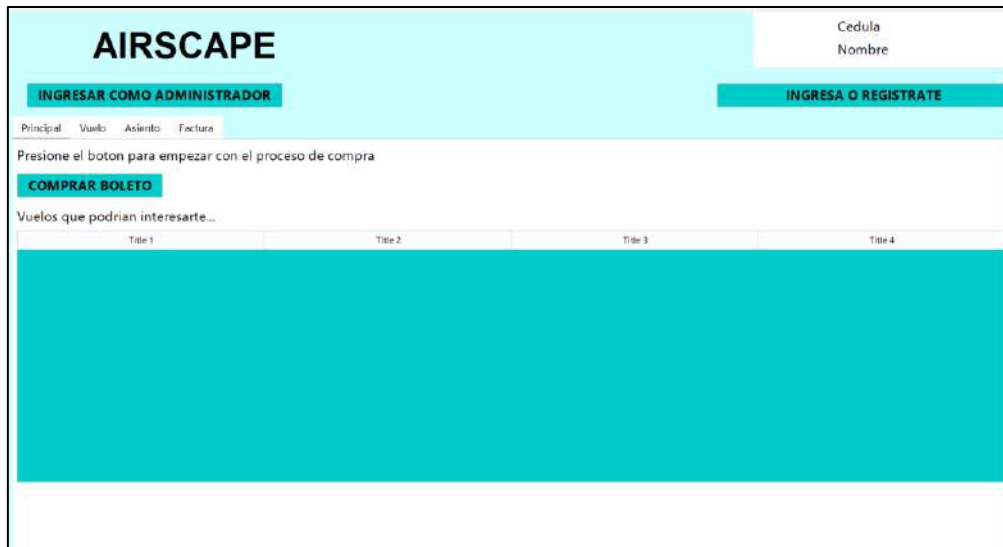 AIRSCAPE
Cedula
Nombre
INGRESAR COMO ADMINISTRADOR
INGRESA O REGISTRATE
Principal Vuelo Asiento Factura
Presione el boton para empezar con el proceso de compra
COMPRAR BOLETO
Vuelos que podrian interesarte...
Title 1 Title 2 Title 3 Title 4